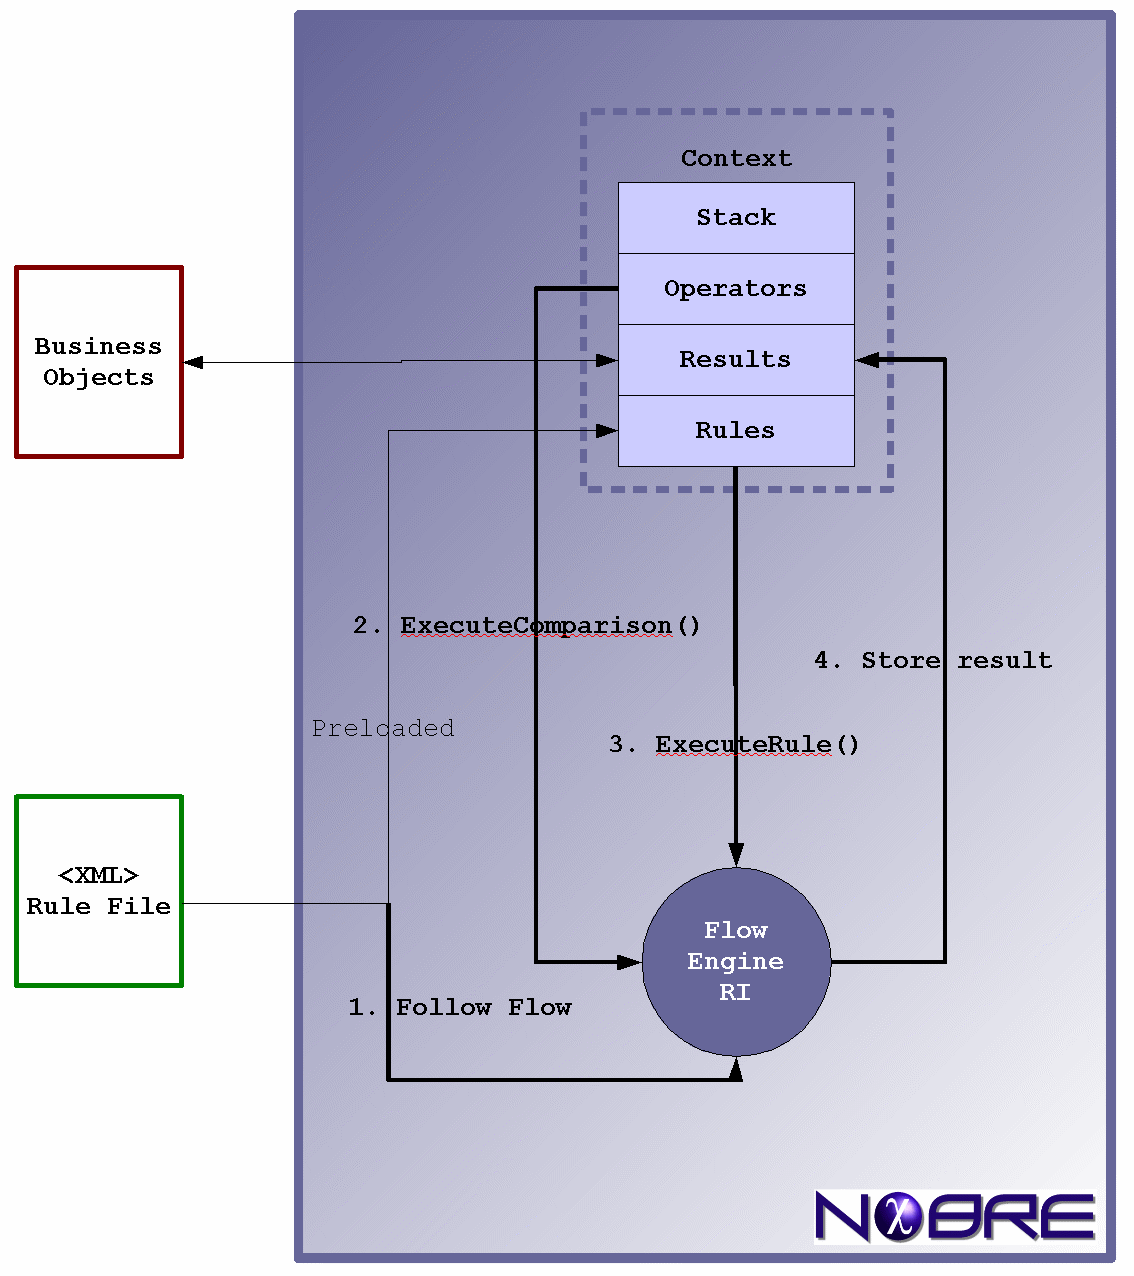 Context
Stack
Operators
Results
Rules
Business
Objects
2. ExecuteComparison()
4. Store result
Preloaded
3. ExecuteRule()
<XML>
Rule File
Flow
Engine
RI
1. Follow Flow
NχBRE